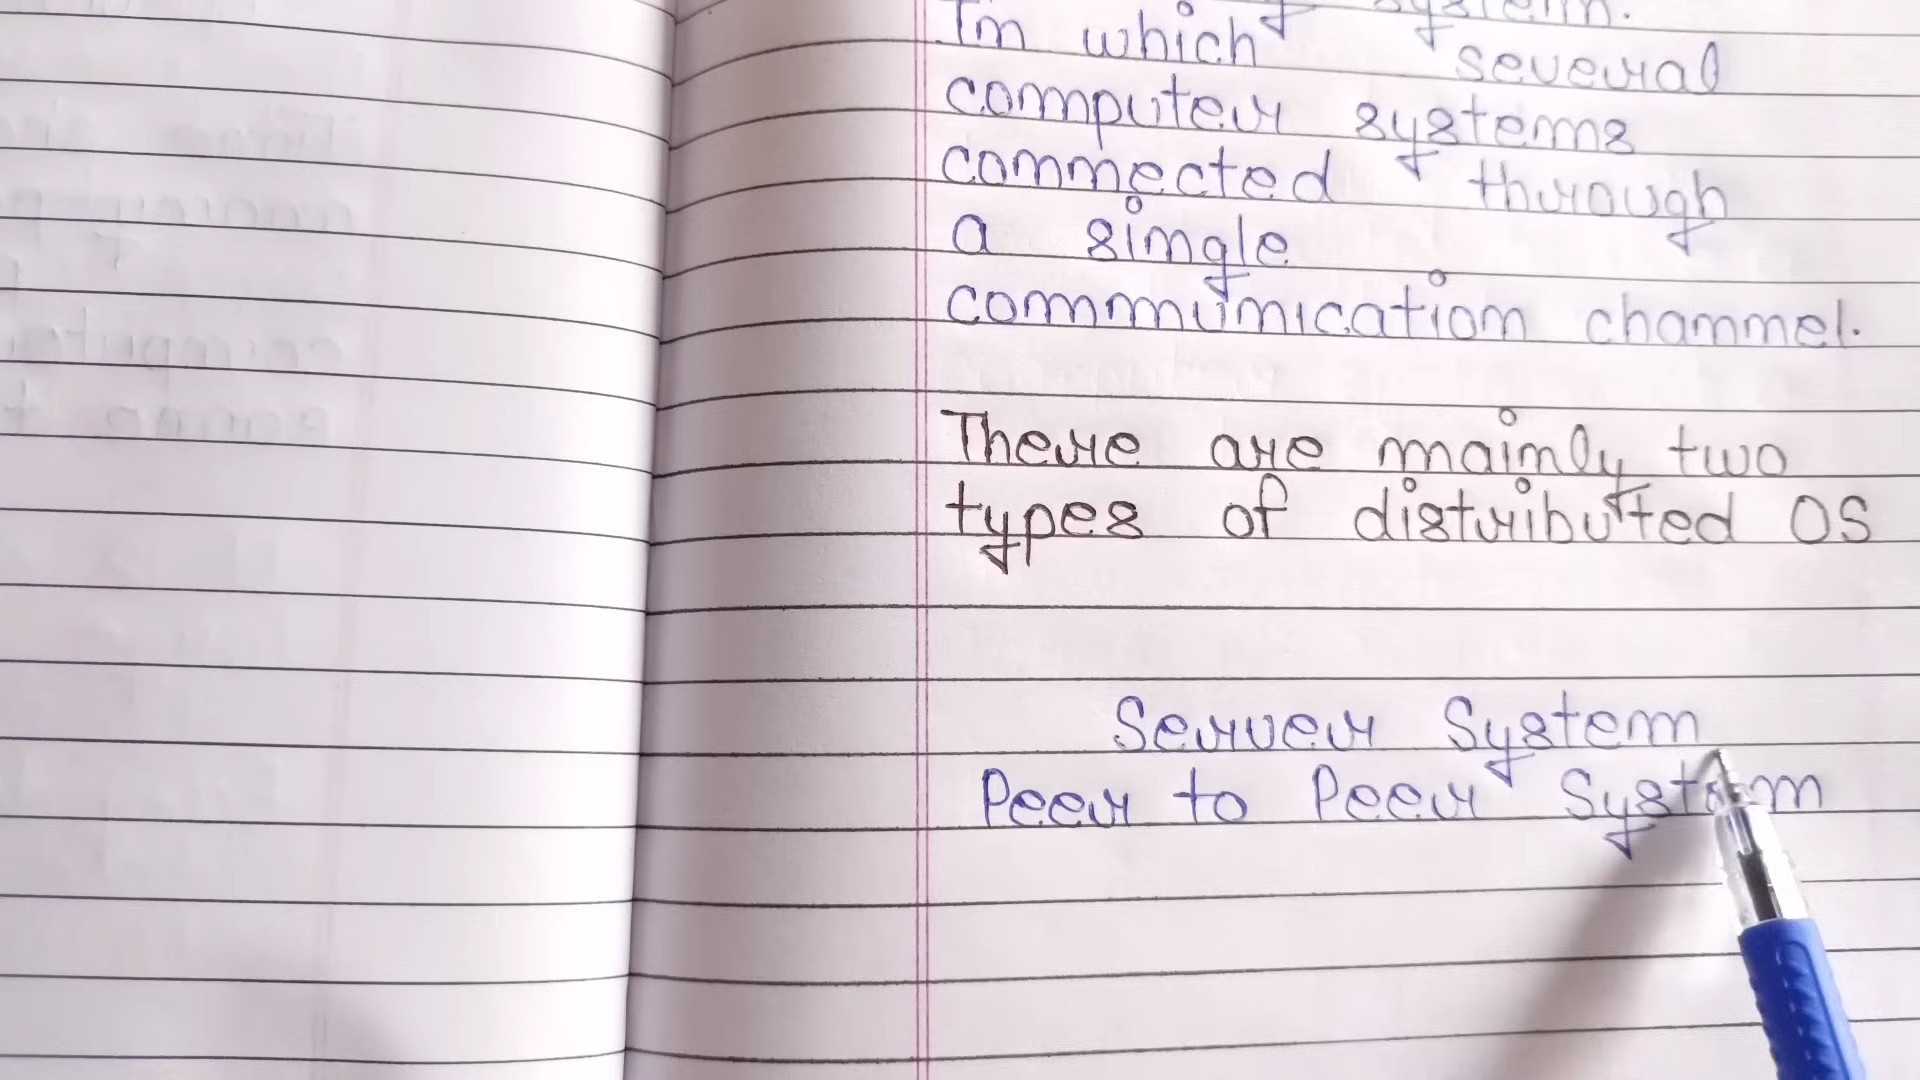 system.
In which several
computer systems
connected through
a single
communication channel.
There are mainly two
types of distributed OS
Server System
Peer to Peer System